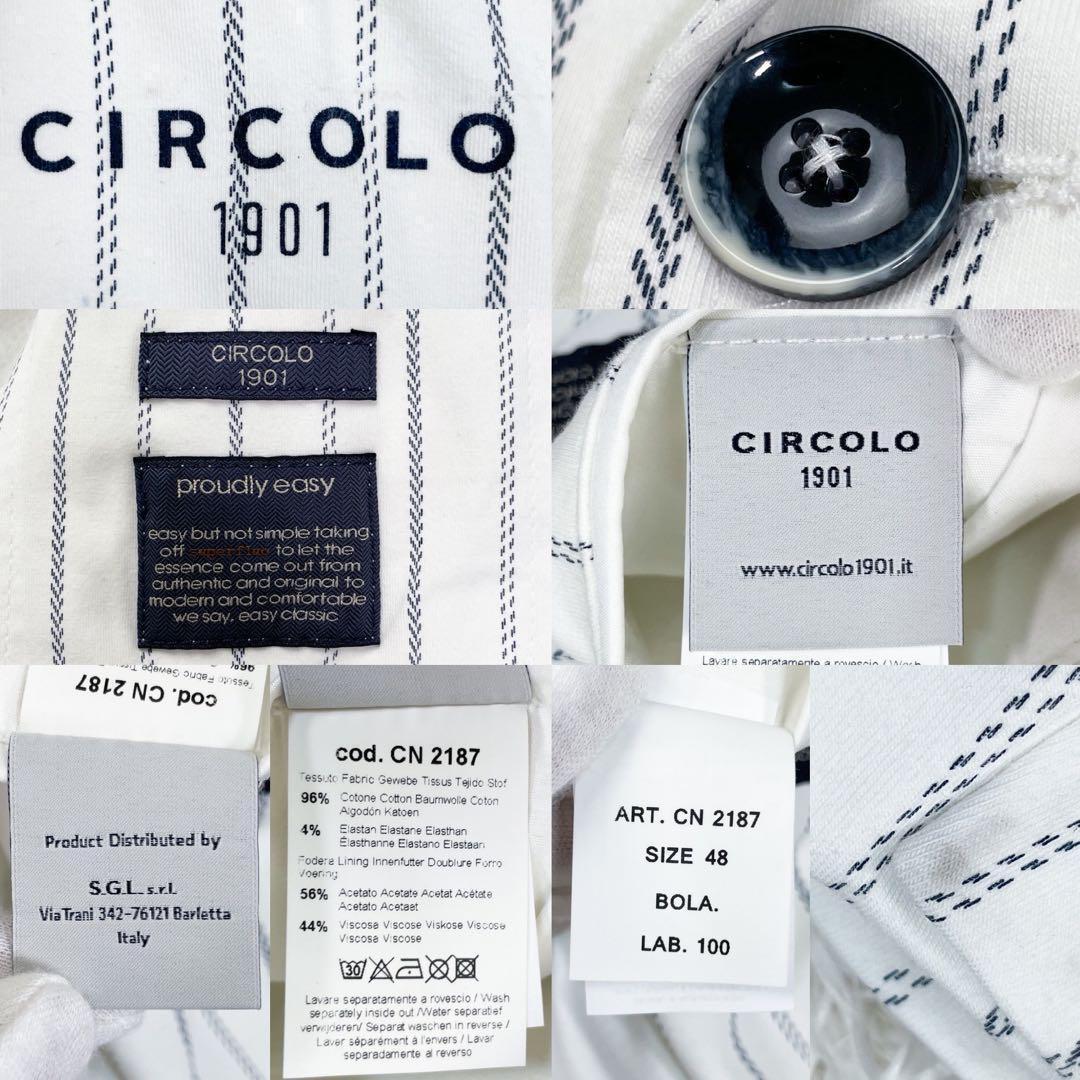 CIRCOLO
1901
CIRCOLO
1901
proudly easy
easy but not simple taking
off superfluo to let the
essence come out from
authentic and original to
modern and comfortable
we say, easy classic
CIRCOLO
1901
www.circolo1901.it
Lavare separatamente a rovescio / Wash
cod. CN 2187
96%
Product Distributed by
S.G.L. s.r.l.
Via Trani 342-76121 Barletta
Italy
cod. CN 2187
Tessuto Fabric Gewebe Tissus Tejido Stof
96% Cotone Cotton Baumwolle Coton
Algodón Katoen
4% Elastan Elastane Elasthan
Élasthanne Elastano Elastaan
Fodera Lining Innenfutter Doublure Forro
Voering
56% Acetato Acetate Acetat Acétate
Acetato Acetaat
44% Viscosa Viscose Viskose Viscose
Viscosa Viscose
30
Lavare separatamente a rovescio / Wash
separately inside out /Water separatief
verwijderen/ Separat waschen in reverse /
Laver séparément à l'envers / Lavar
separadamente al reverso
ART. CN 2187
SIZE 48
BOLA.
LAB. 100